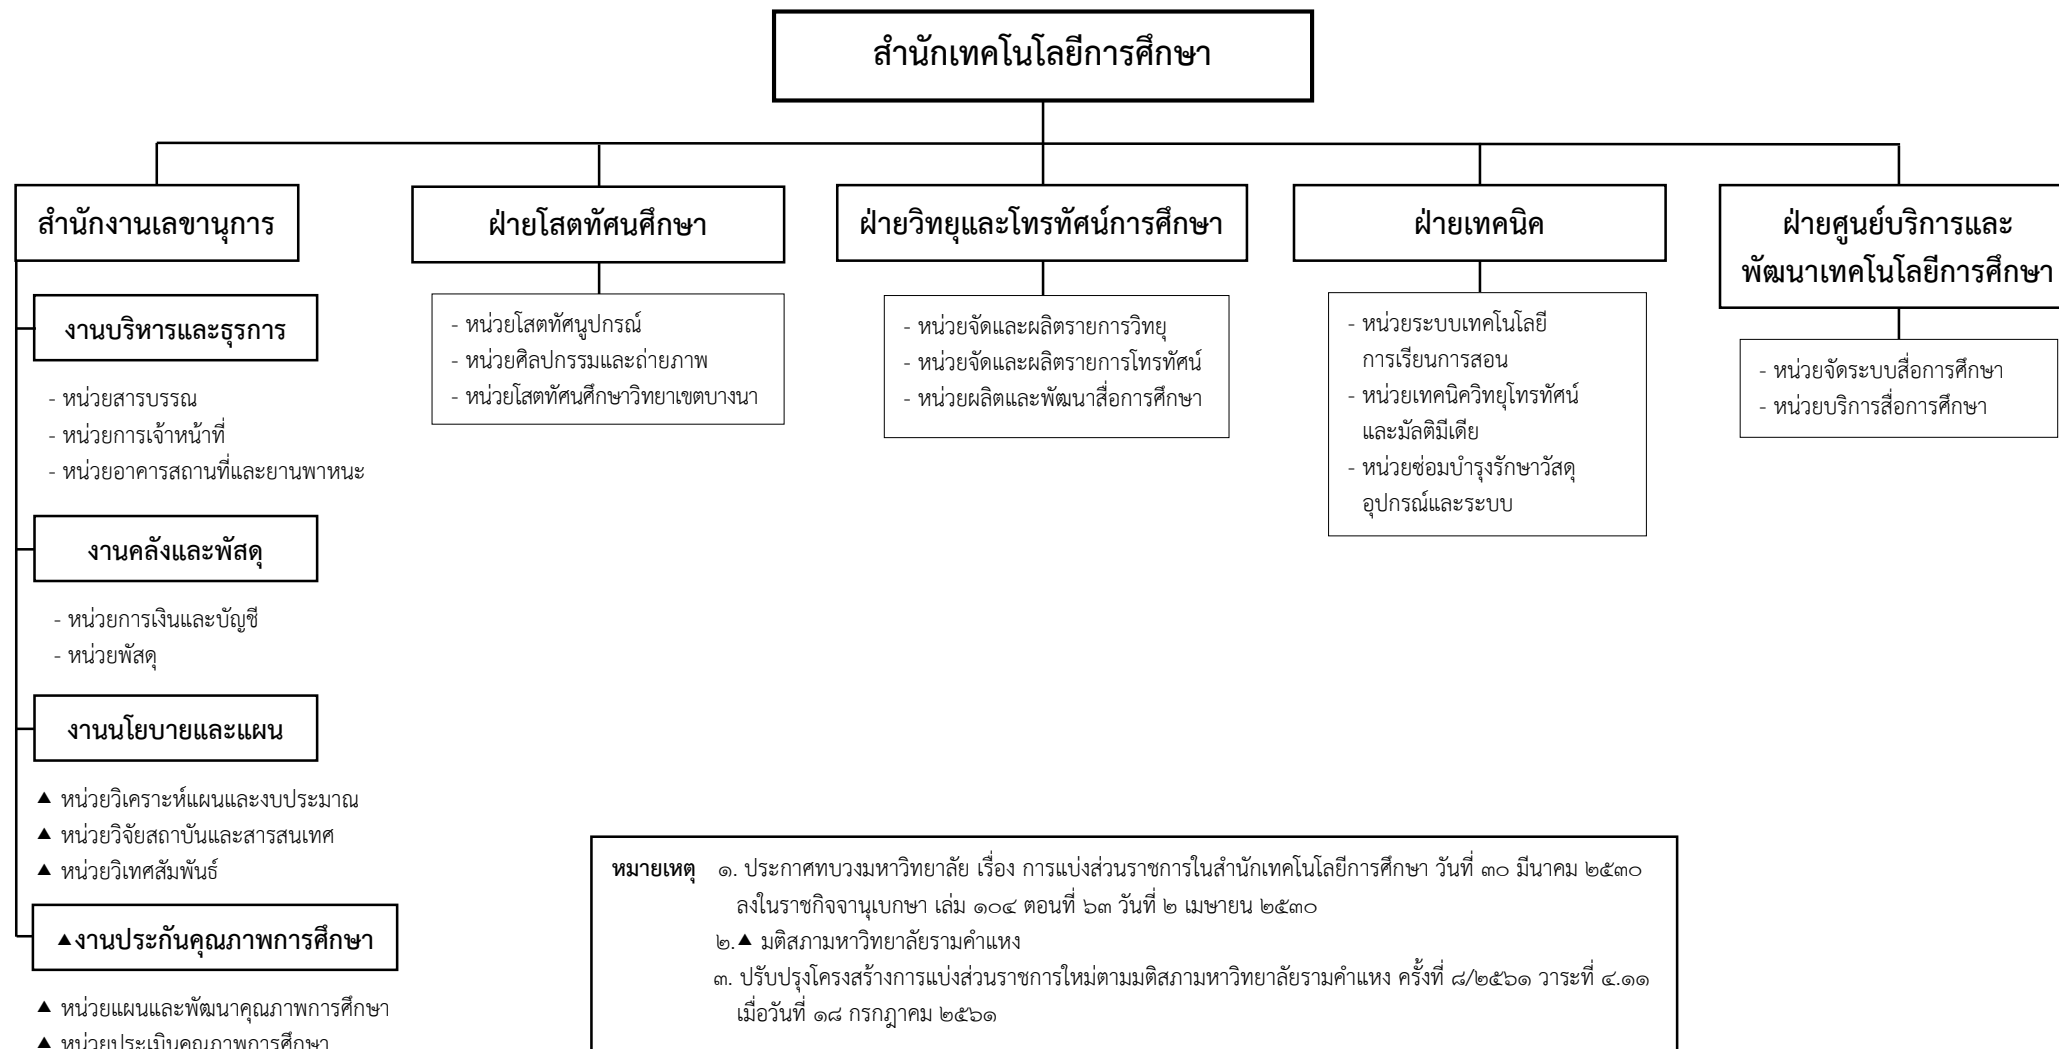 สำนักเทคโนโลยีการศึกษา
สำนักงานเลขานุการ
งานบริหารและธุรการ
- หน่วยสารบรรณ
- หน่วยการเจ้าหน้าที่
- หน่วยอาคารสถานที่และยานพาหนะ
งานคลังและพัสดุ
- หน่วยการเงินและบัญชี
- หน่วยพัสดุ
งานนโยบายและแผน
▲ หน่วยวิเคราะห์แผนและงบประมาณ
▲ หน่วยวิจัยสถาบันและสารสนเทศ
▲ หน่วยวิเทศสัมพันธ์
▲งานประกันคุณภาพการศึกษา
▲ หน่วยแผนและพัฒนาคุณภาพการศึกษา
▲ หน่วยประเมินคุณภาพการศึกษา
ฝ่ายโสตทัศนศึกษา
- หน่วยโสตทัศนูปกรณ์
- หน่วยศิลปกรรมและถ่ายภาพ
- หน่วยโสตทัศนศึกษาวิทยาเขตบางนา
ฝ่ายวิทยุและโทรทัศน์การศึกษา
- หน่วยจัดและผลิตรายการวิทยุ
- หน่วยจัดและผลิตรายการโทรทัศน์
- หน่วยผลิตและพัฒนาสื่อการศึกษา
ฝ่ายเทคนิค
- หน่วยระบบเทคโนโลยี
การเรียนการสอน
- หน่วยเทคนิควิทยุโทรทัศน์
และมัลติมีเดีย
- หน่วยซ่อมบำรุงรักษาวัสดุ
อุปกรณ์และระบบ
ฝ่ายศูนย์บริการและ
พัฒนาเทคโนโลยีการศึกษา
- หน่วยจัดระบบสื่อการศึกษา
- หน่วยบริการสื่อการศึกษา
หมายเหตุ ๑. ประกาศทบวงมหาวิทยาลัย เรื่อง การแบ่งส่วนราชการในสำนักเทคโนโลยีการศึกษา วันที่ ๓๐ มีนาคม ๒๕๓๐
ลงในราชกิจจานุเบกษา เล่ม ๑๐๔ ตอนที่ ๖๓ วันที่ ๒ เมษายน ๒๕๓๐
๒.▲ มติสภามหาวิทยาลัยรามคำแหง
๓. ปรับปรุงโครงสร้างการแบ่งส่วนราชการใหม่ตามมติสภามหาวิทยาลัยรามคำแหง ครั้งที่ ๘/๒๕๖๑ วาระที่ ๔.๑๑
เมื่อวันที่ ๑๘ กรกฎาคม ๒๕๖๑